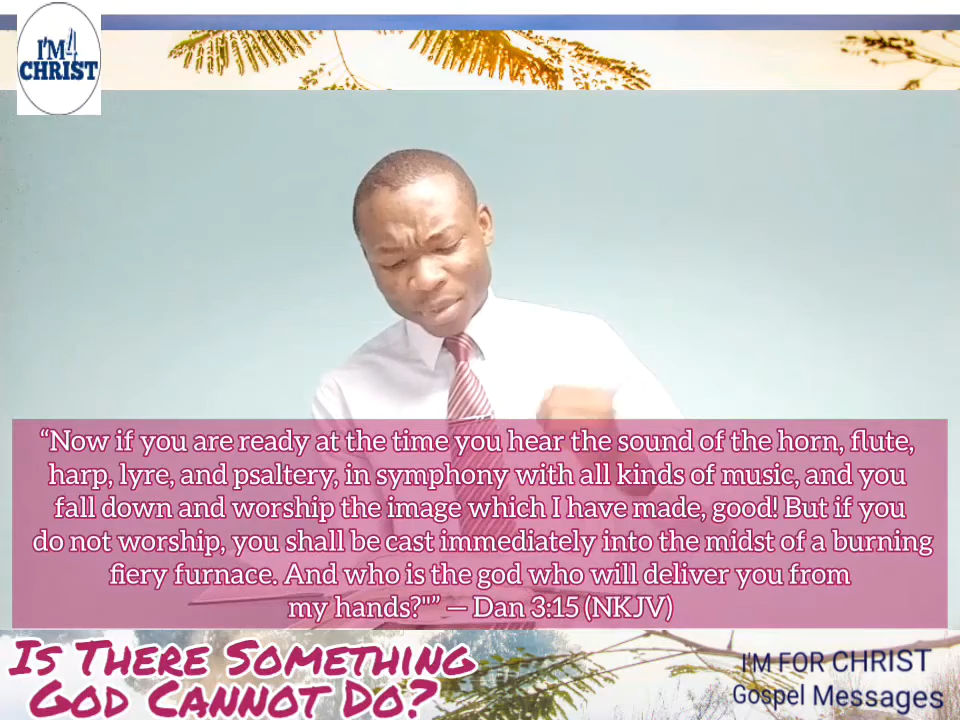 I'M4
CHRIST
“Now if you are ready at the time you hear the sound of the horn, flute,
harp, lyre, and psaltery, in symphony with all kinds of music, and you
fall down and worship the image which I have made, good! But if you
do not worship, you shall be cast immediately into the midst of a burning
fiery furnace. And who is the god who will deliver you from
my hands?"” — Dan 3:15 (NKJV)
IS THERE SOMETHING
GOD CANNOT DO?
I'M FOR CHRIST
Gospel Messages